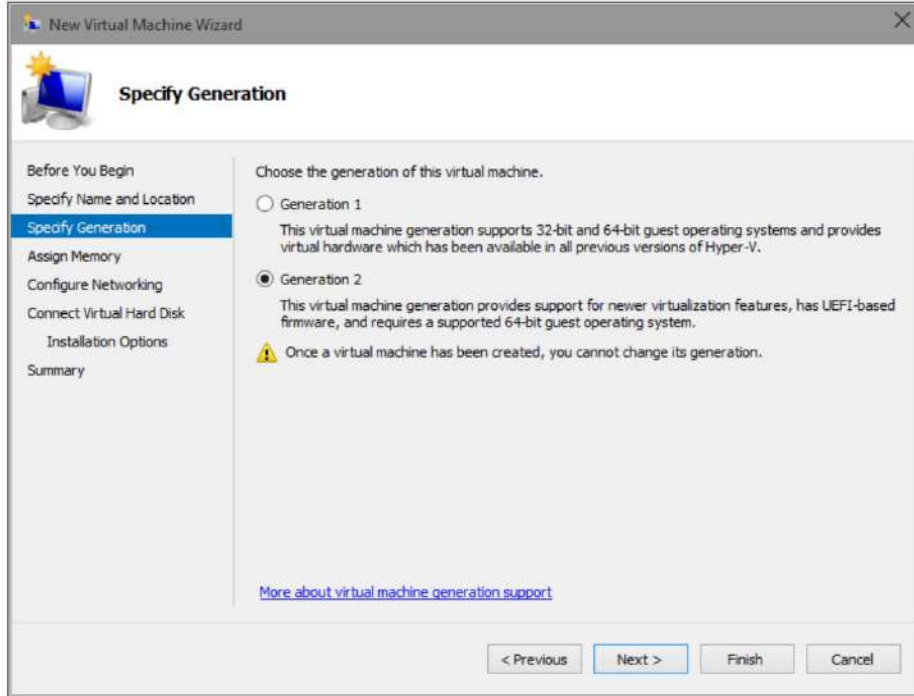 New Virtual Machine Wizard
Specify Generation
Before You Begin
Specify Name and Location
Specify Generation
Assign Memory
Configure Networking
Connect Virtual Hard Disk
Installation Options
Summary
Choose the generation of this virtual machine.
Generation 1
This virtual machine generation supports 32-bit and 64-bit guest operating systems and provides
virtual hardware which has been available in all previous versions of Hyper-V.
Generation 2
This virtual machine generation provides support for newer virtualization features, has UEFI-based
firmware, and requires a supported 64-bit guest operating system.
Once a virtual machine has been created, you cannot change its generation.
More about virtual machine generation support
< Previous
Next >
Finish
Cancel